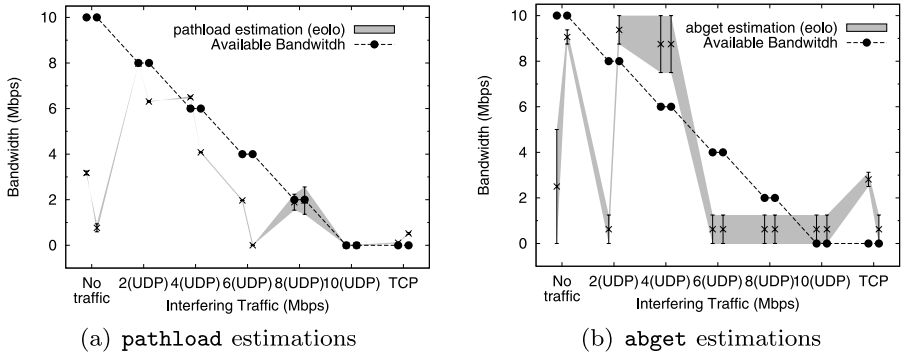 10
8
6
4
2
0
Bandwidth (Mbps)
pathload estimation (eolo)
Available Bandwitdh
No traffic
2(UDP)
4(UDP)
6(UDP)
8(UDP)
10(UDP)
TCP
Interfering Traffic (Mbps)
(a) pathload estimations
10
8
6
4
2
0
Bandwidth (Mbps)
abget estimation (eolo)
Available Bandwitdh
No traffic
2(UDP)
4(UDP)
6(UDP)
8(UDP)
10(UDP)
TCP
Interfering Traffic (Mbps)
(b) abget estimations